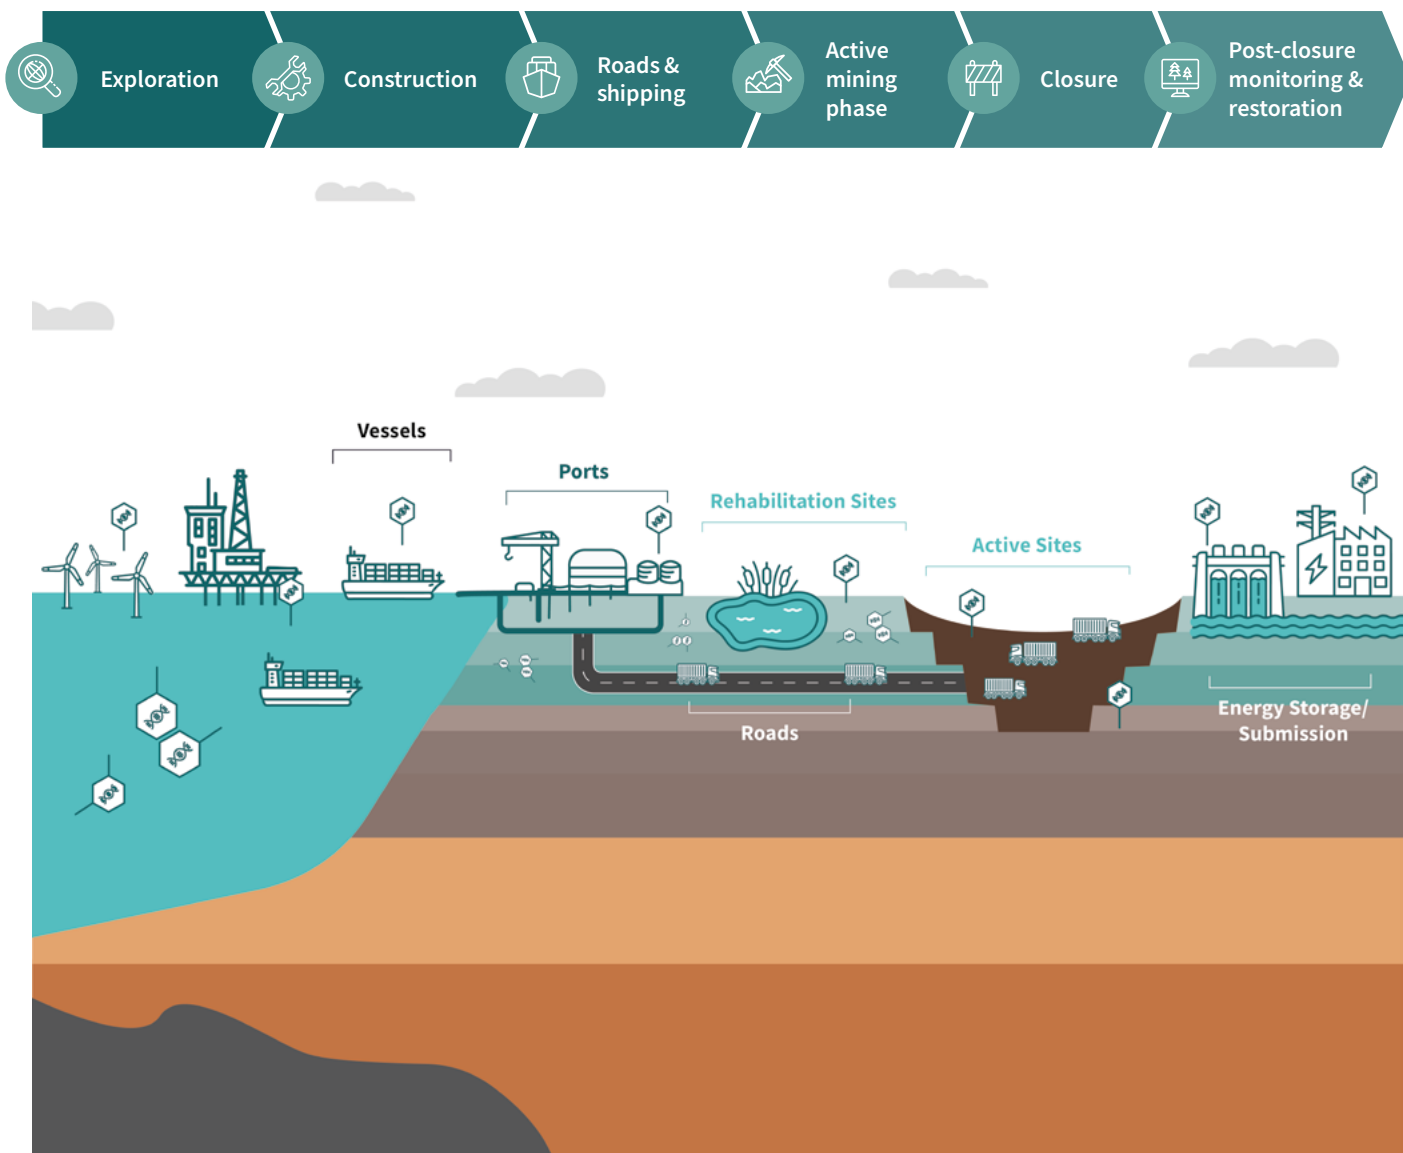 Exploration
Construction
Roads &
shipping
Active
mining
phase
Closure
Post-closure
monitoring &
restoration
Vessels
Ports
Rehabilitation Sites
Active Sites
Roads
Energy Storage/
Submission